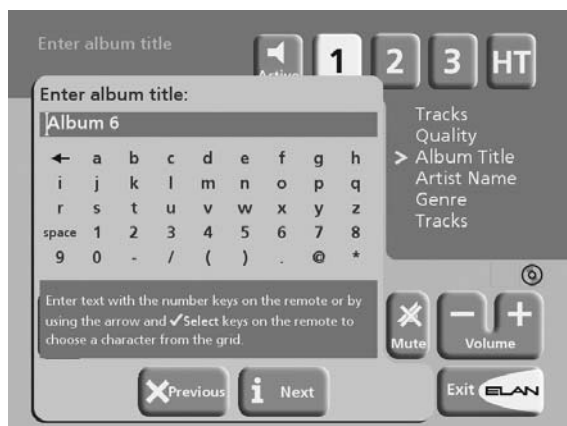 Enter album title
Active
1
2
3
HT
Enter album title:
Album 6
a b c d e f g h
i j k l m n o p q
r s t u v w x y z
space 1 2 3 4 5 6 7 8
9 0 - / ( ) . @ *
Enter text with the number keys on the remote or by
using the arrow and ✓Select keys on the remote to
choose a character from the grid.
Previous
i Next
Tracks
Quality
> Album Title
Artist Name
Genre
Tracks
Mute
− +
Volume
Exit ELAN